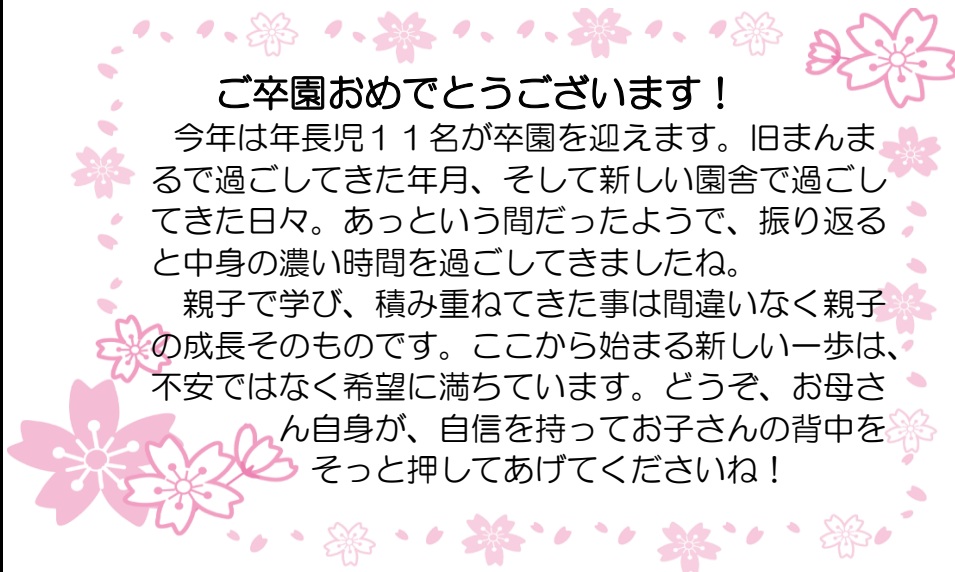 ご卒園おめでとうございます！
今年は年長児１１名が卒園を迎えます。旧まんま
るで過ごしてきた年月、そして新しい園舎で過ごし
てきた日々。あっという間だったようで、振り返る
と中身の濃い時間を過ごしてきましたね。
親子で学び、積み重ねてきた事は間違いなく親子
の成長そのものです。ここから始まる新しい一歩は、
不安ではなく希望に満ちています。どうぞ、お母さ
ん自身が、自信を持ってお子さんの背中を
そっと押してあげてくださいね！